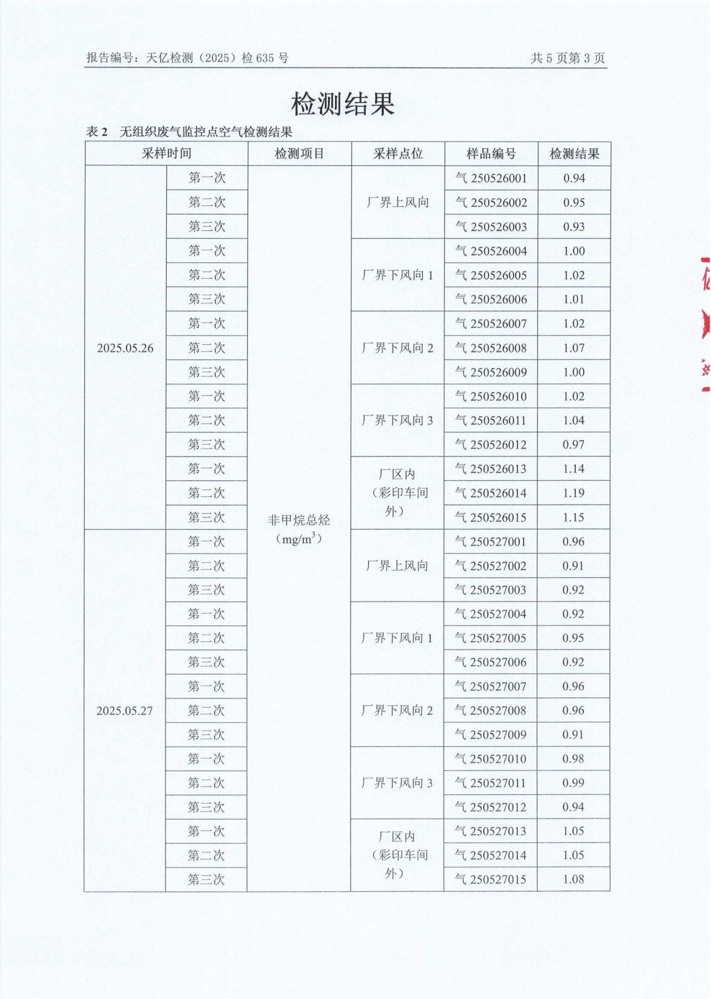 报告编号：天亿检测（2025）检 635 号 共 5 页第 3 页
检测结果
表 2 无组织废气监控点空气检测结果
采样时间 检测项目 采样点位 样品编号 检测结果
2025.05.26 非甲烷总烃（mg/m³） 厂界上风向
第一次 气 250526001 0.94
第二次 气 250526002 0.95
第三次 气 250526003 0.93
厂界下风向 1
第一次 气 250526004 1.00
第二次 气 250526005 1.02
第三次 气 250526006 1.01
厂界下风向 2
第一次 气 250526007 1.02
第二次 气 250526008 1.07
第三次 气 250526009 1.00
厂界下风向 3
第一次 气 250526010 1.02
第二次 气 250526011 1.04
第三次 气 250526012 0.97
厂区内（彩印车间外）
第一次 气 250526013 1.14
第二次 气 250526014 1.19
第三次 气 250526015 1.15
2025.05.27 厂界上风向
第一次 气 250527001 0.96
第二次 气 250527002 0.91
第三次 气 250527003 0.92
厂界下风向 1
第一次 气 250527004 0.92
第二次 气 250527005 0.95
第三次 气 250527006 0.92
厂界下风向 2
第一次 气 250527007 0.96
第二次 气 250527008 0.96
第三次 气 250527009 0.91
厂界下风向 3
第一次 气 250527010 0.98
第二次 气 250527011 0.99
第三次 气 250527012 0.94
厂区内（彩印车间外）
第一次 气 250527013 1.05
第二次 气 250527014 1.05
第三次 气 250527015 1.08